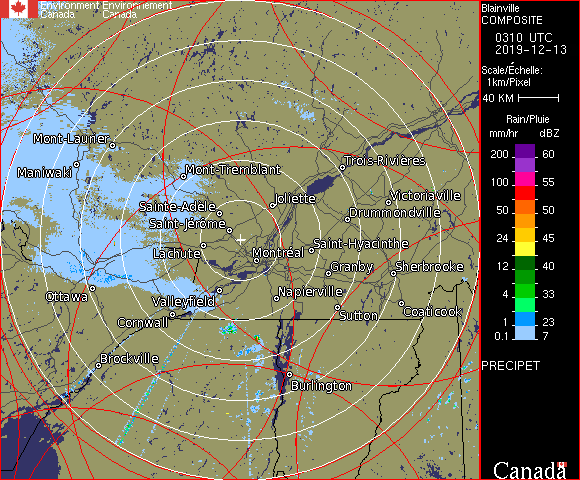 Environment Environnement
Canada Canada
Blainville
COMPOSITE
0310 UTC
2019-12-13
Scale/Échelle:
1km/Pixel
40 KM
Rain/Pluie
mm/hr dBZ
200 60
100 55
50 50
24 45
12 40
4 33
1 23
0.1 7
PRECIPET
Canada
Mont-Laurier
Maniwaki
Mont-Tremblant
Trois-Rivières
Joliette
Victoriaville
Sainte-Adele
Drummondville
Saint-Jérôme
Lachute
Montréal
Saint-Hyacinthe
Granby
Sherbrooke
Ottawa
Valleyfield
Napierville
Cornwall
Sutton
Coaticook
Brockville
Burlington